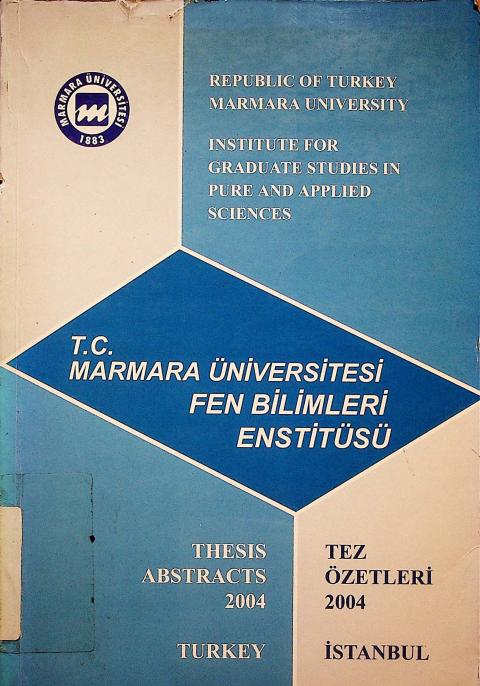 MARMARA ÜNİVERSİTESİ
m
1883
REPUBLIC OF TURKEY
MARMARA UNIVERSITY
INSTITUTE FOR
GRADUATE STUDIES IN
PURE AND APPLIED
SCIENCES
T.C.
MARMARA ÜNİVERSİTESİ
FEN BİLİMLERİ
ENSTİTÜSÜ
THESIS
ABSTRACTS
2004
TURKEY
TEZ
ÖZETLERİ
2004
İSTANBUL